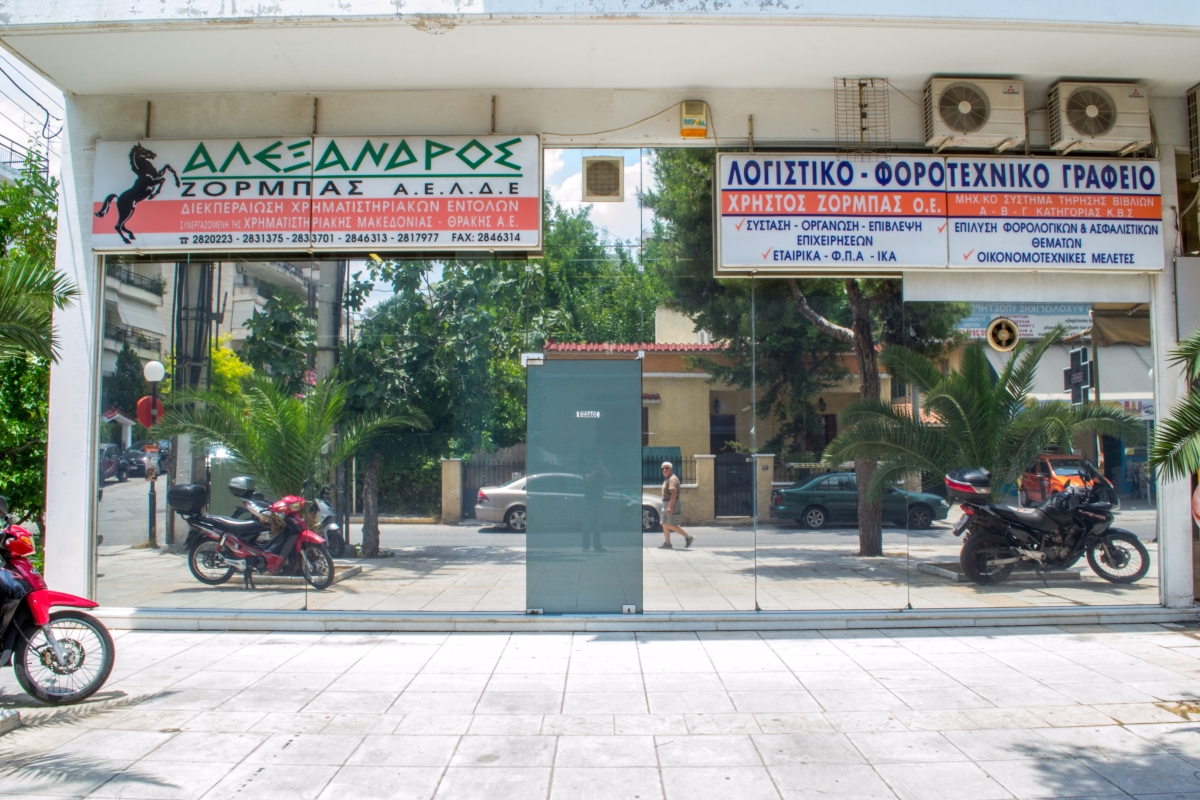 ΑΛΕΞΑΝΔΡΟΣ
ΖΟΡΜΠΑΣ Α.Ε.Λ.Δ.Ε
ΔΙΕΚΠΕΡΑΙΩΣΗ ΧΡΗΜΑΤΙΣΤΗΡΙΑΚΩΝ ΕΝΤΟΛΩΝ
ΣΥΝΕΡΓΑΖΟΜΕΝΗ ΤΗΣ ΧΡΗΜΑΤΙΣΤΗΡΙΑΚΗΣ ΜΑΚΕΔΟΝΙΑΣ - ΘΡΑΚΗΣ Α.Ε.
☎ 2820223 - 2831375 - 2833701 - 2846313 - 2817977 FAX: 2846314
ΛΟΓΙΣΤΙΚΟ - ΦΟΡΟΤΕΧΝΙΚΟ ΓΡΑΦΕΙΟ
ΧΡΗΣΤΟΣ ΖΟΡΜΠΑΣ Ο.Ε.
ΜΗΧ/ΚΟ ΣΥΣΤΗΜΑ ΤΗΡΗΣΗΣ ΒΙΒΛΙΩΝ
Α - Β - Γ ΚΑΤΗΓΟΡΙΑΣ Κ.Β.Σ
✓ ΣΥΣΤΑΣΗ - ΟΡΓΑΝΩΣΗ - ΕΠΙΒΛΕΨΗ
ΕΠΙΧΕΙΡΗΣΕΩΝ
✓ ΕΤΑΙΡΙΚΑ - Φ.Π.Α - ΙΚΑ
✓ ΕΠΙΛΥΣΗ ΦΟΡΟΛΟΓΙΚΩΝ & ΑΣΦΑΛΙΣΤΙΚΩΝ
ΘΕΜΑΤΩΝ
✓ ΟΙΚΟΝΟΜΟΤΕΧΝΙΚΕΣ ΜΕΛΕΤΕΣ
ΕΙΣΟΔΟΣ